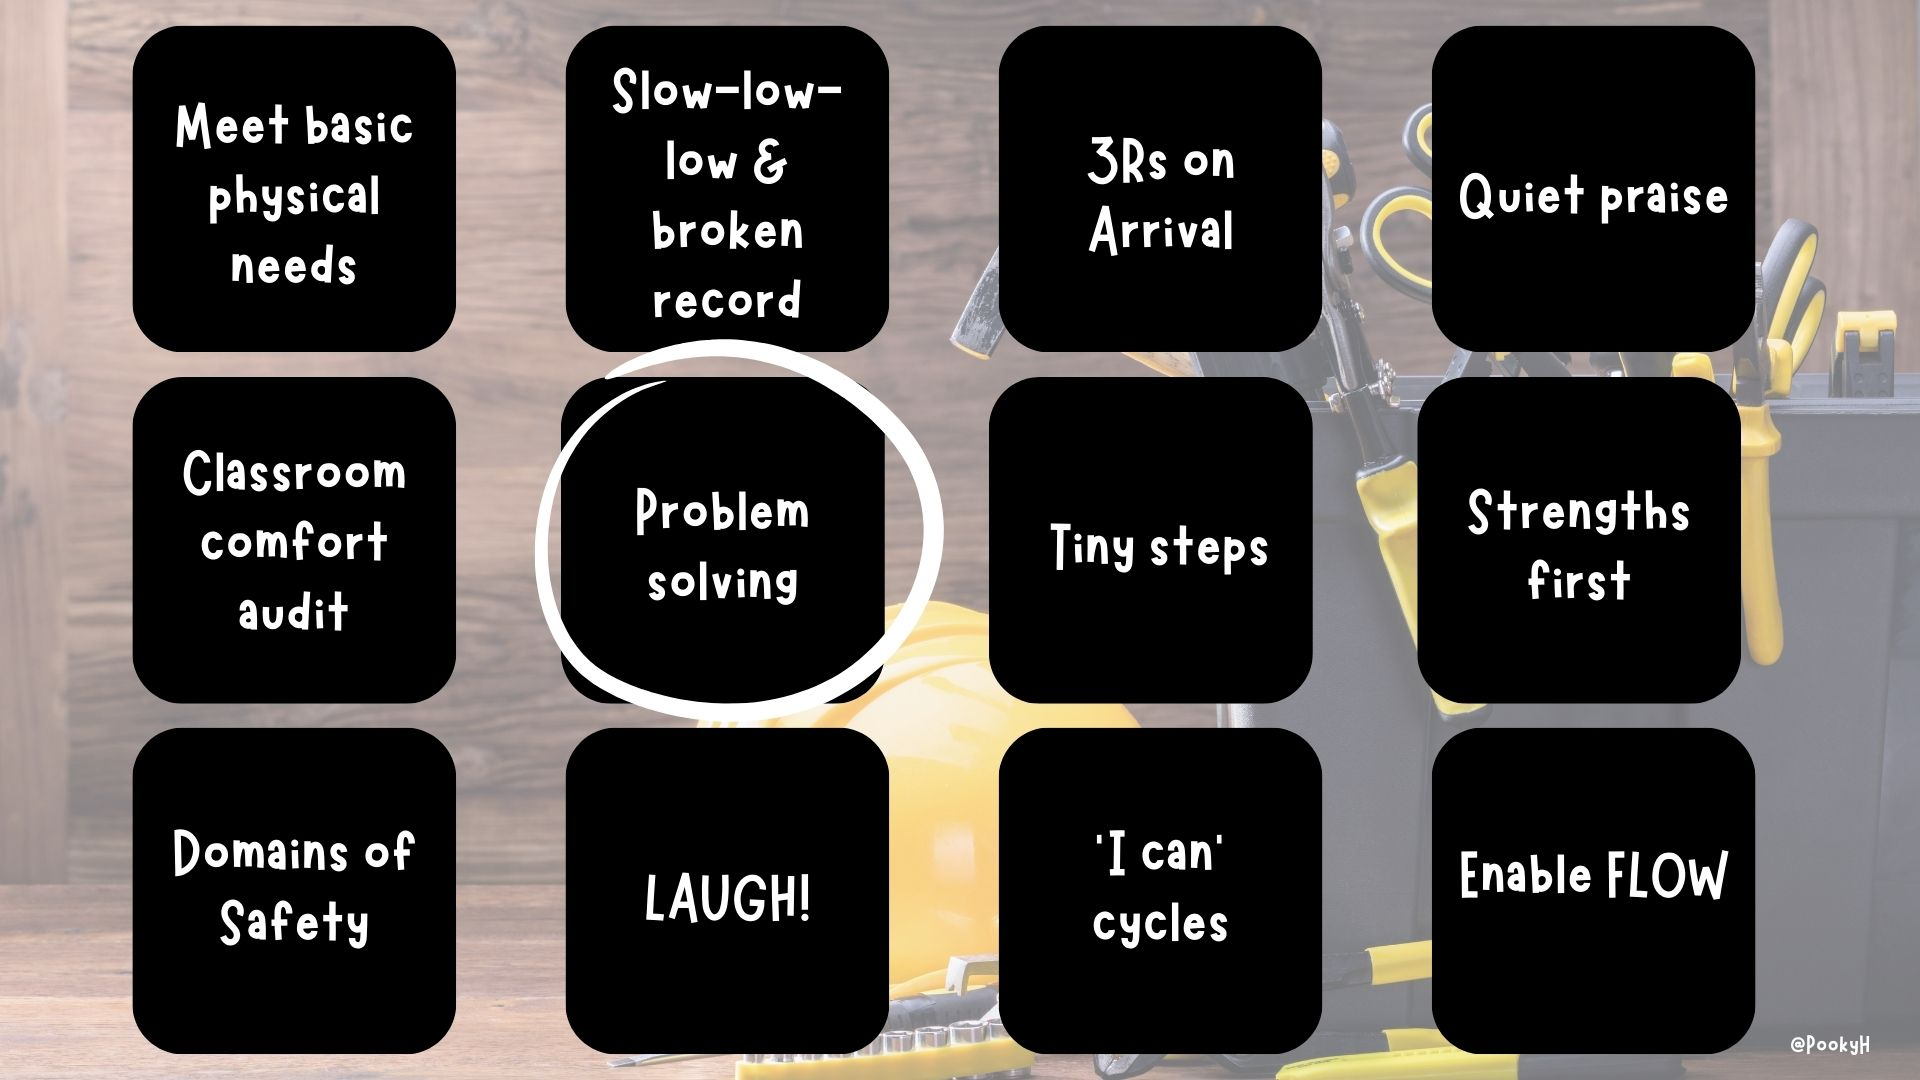 Meet basic
physical
needs
Slow-low-
low &
broken
record
3Rs on
Arrival
Quiet praise
Classroom
comfort
audit
Problem
solving
Tiny steps
Strengths
first
Domains of
Safety
LAUGH!
'I can'
cycles
Enable FLOW
@PookyH